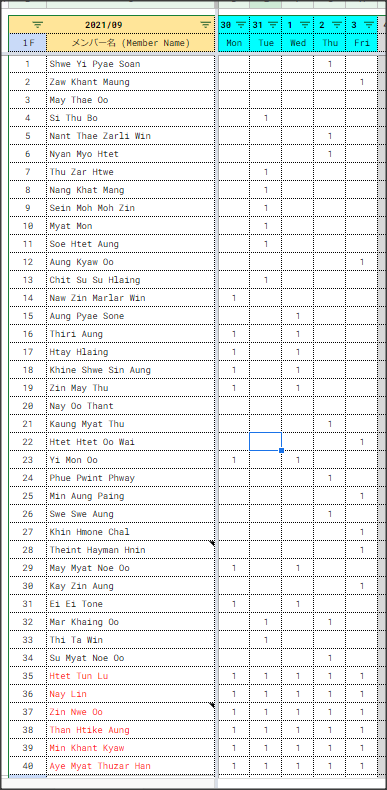 2021/09 30 31 1 2 3
1F メンバー名 (Member Name) Mon Tue Wed Thu Fri
1 Shwe Yi Pyae Soan 1
2 Zaw Khant Maung 1
3 May Thae Oo
4 Si Thu Bo 1
5 Nant Thae Zarli Win 1
6 Nyan Myo Htet 1
7 Thu Zar Htwe 1
8 Nang Khat Mang 1
9 Sein Moh Moh Zin 1
10 Myat Mon 1
11 Soe Htet Aung 1
12 Aung Kyaw Oo 1
13 Chit Su Su Hlaing 1
14 Naw Zin Marlar Win 1
15 Aung Pyae Sone 1
16 Thiri Aung 1 1
17 Htay Hlaing 1 1
18 Khine Shwe Sin Aung 1 1
19 Zin May Thu 1 1
20 Nay Oo Thant
21 Kaung Myat Thu 1
22 Htet Htet Oo Wai 1
23 Yi Mon Oo 1 1
24 Phue Pwint Phway 1
25 Min Aung Paing 1
26 Swe Swe Aung 1
27 Khin Hmone Chal 1
28 Theint Hayman Hnin 1
29 May Myat Noe Oo 1 1
30 Kay Zin Aung 1
31 Ei Ei Tone 1 1
32 Mar Khaing Oo 1 1
33 Thi Ta Win 1
34 Su Myat Noe Oo 1
35 Htet Tun Lu 1 1 1 1 1
36 Nay Lin 1 1 1 1 1
37 Zin Nwe Oo 1 1 1 1 1
38 Than Htike Aung 1 1 1 1 1
39 Min Khant Kyaw 1 1 1 1 1
40 Aye Myat Thuzar Han 1 1 1 1 1